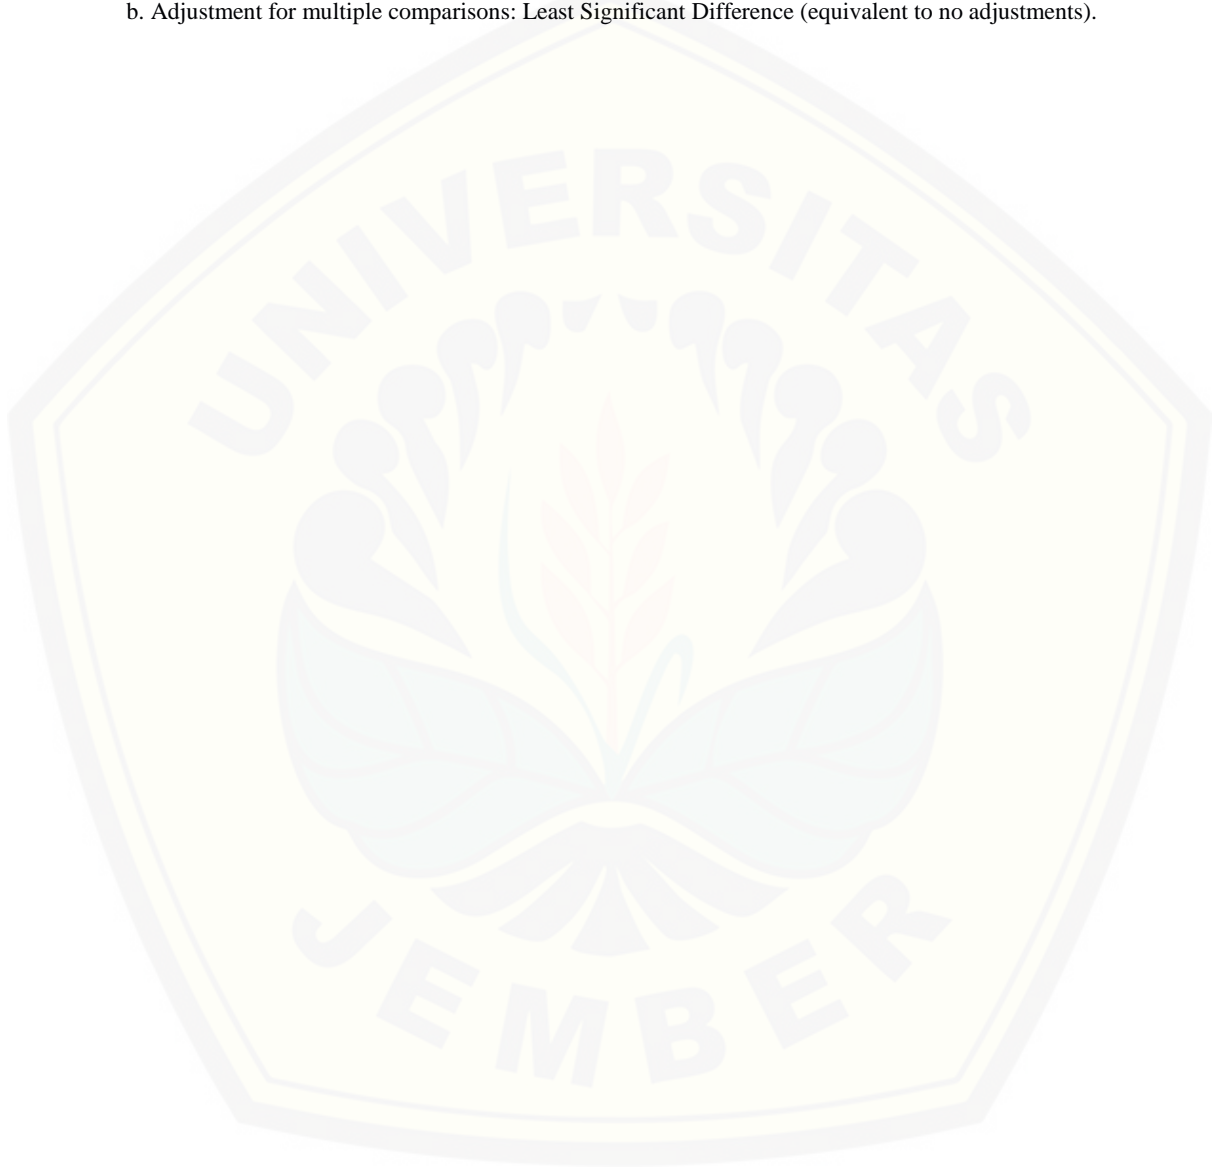 b. Adjustment for multiple comparisons: Least Significant Difference (equivalent to no adjustments).
UNIVERSITAS
JEMBER